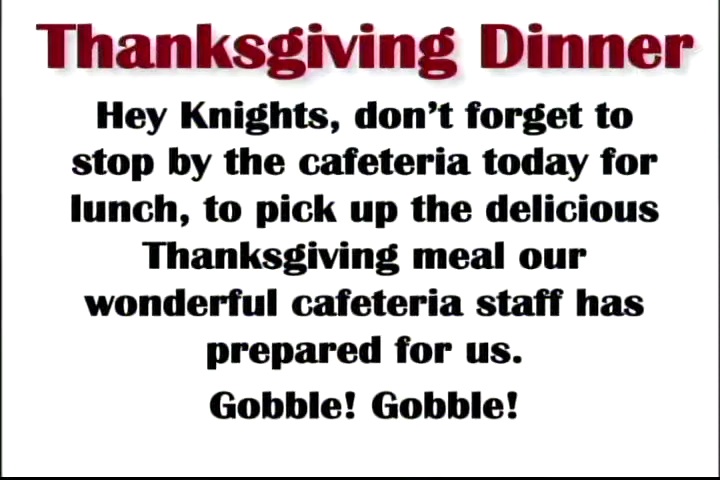 Thanksgiving Dinner
Hey Knights, don't forget to
stop by the cafeteria today for
lunch, to pick up the delicious
Thanksgiving meal our
wonderful cafeteria staff has
prepared for us.
Gobble! Gobble!